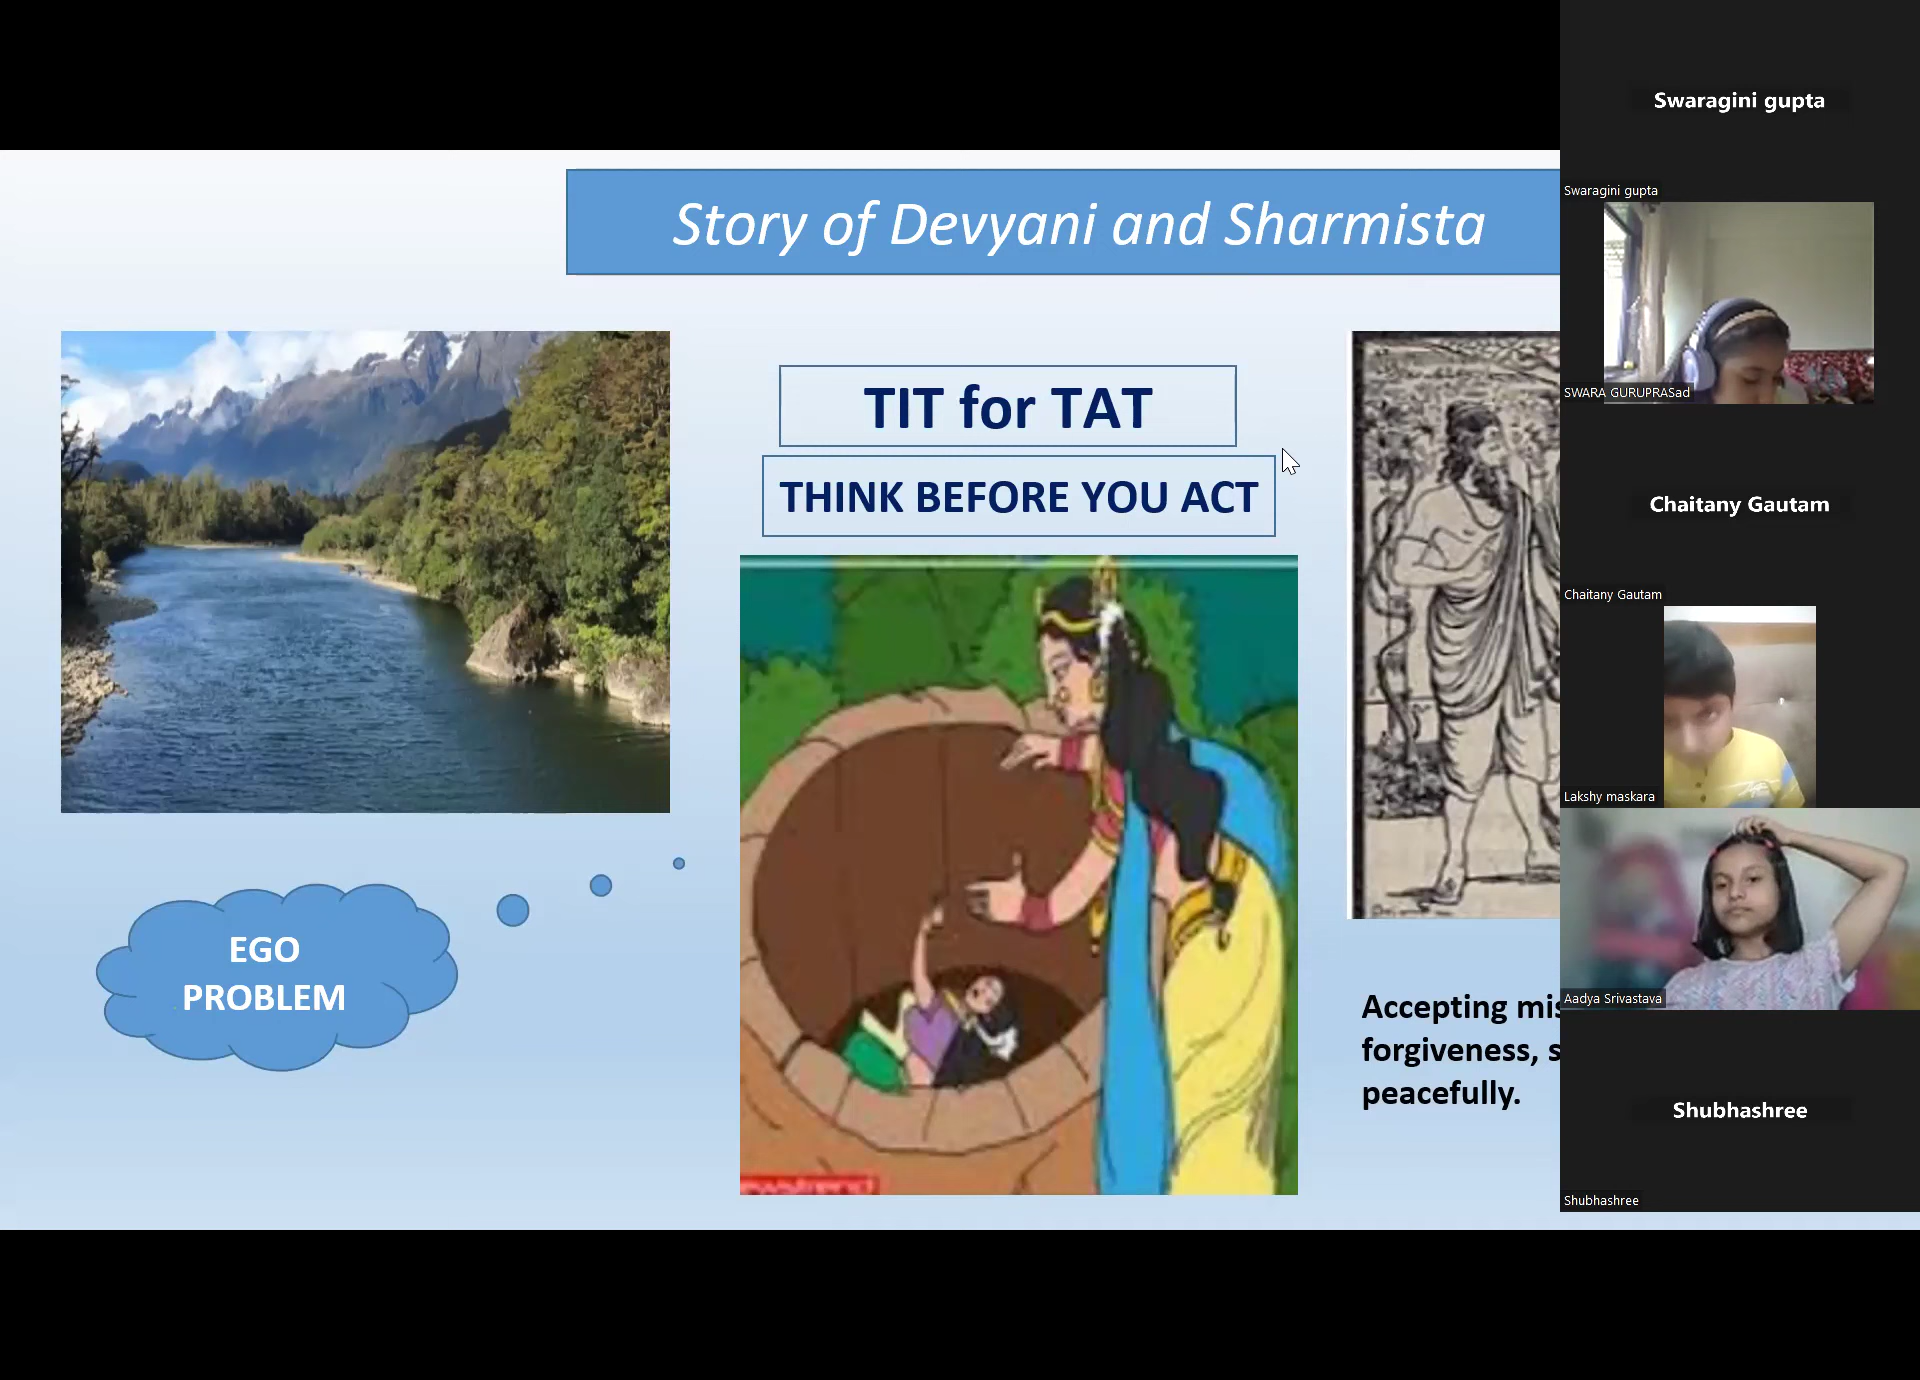 Story of Devyani and Sharmista
TIT for TAT
THINK BEFORE YOU ACT
EGO
PROBLEM
Accepting mis
forgiveness, s
peacefully.
Swaragini gupta
Swaragini gupta
SWARA GURUPRASad
Chaitany Gautam
Chaitany Gautam
Lakshy maskara
Aadya Srivastava
Shubhashree
Shubhashree